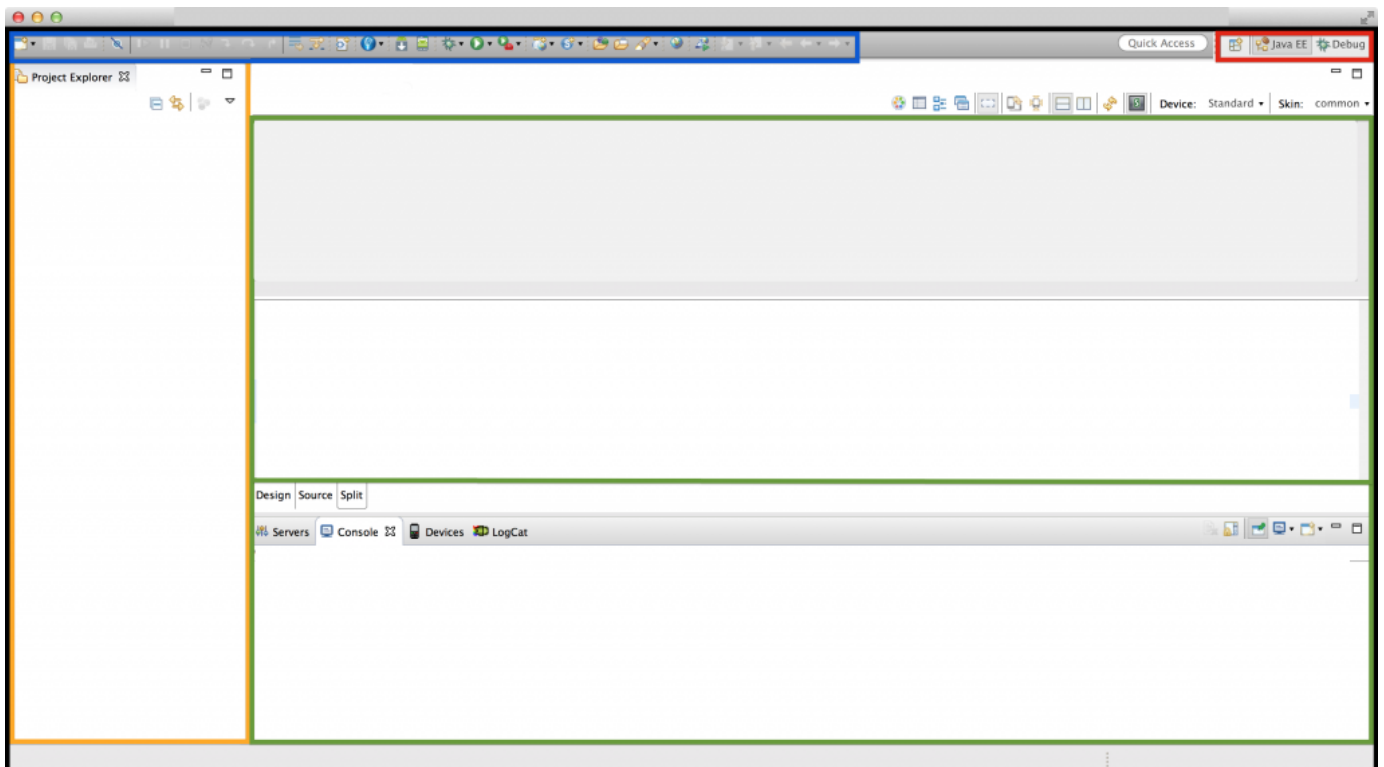 Quick Access Java EE Debug
Project Explorer
Device: Standard Skin: common
Design Source Split
Servers Console Devices LogCat